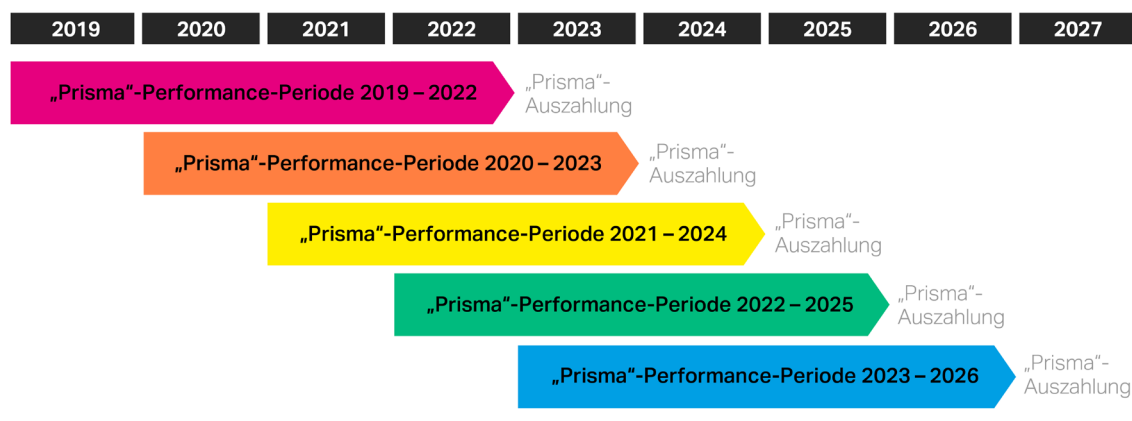 2019 2020 2021 2022 2023 2024 2025 2026 2027
„Prisma“-Performance-Periode 2019 – 2022
„Prisma“-
Auszahlung
„Prisma“-Performance-Periode 2020 – 2023
„Prisma“-
Auszahlung
„Prisma“-Performance-Periode 2021 – 2024
„Prisma“-
Auszahlung
„Prisma“-Performance-Periode 2022 – 2025
„Prisma“-
Auszahlung
„Prisma“-Performance-Periode 2023 – 2026
„Prisma“-
Auszahlung